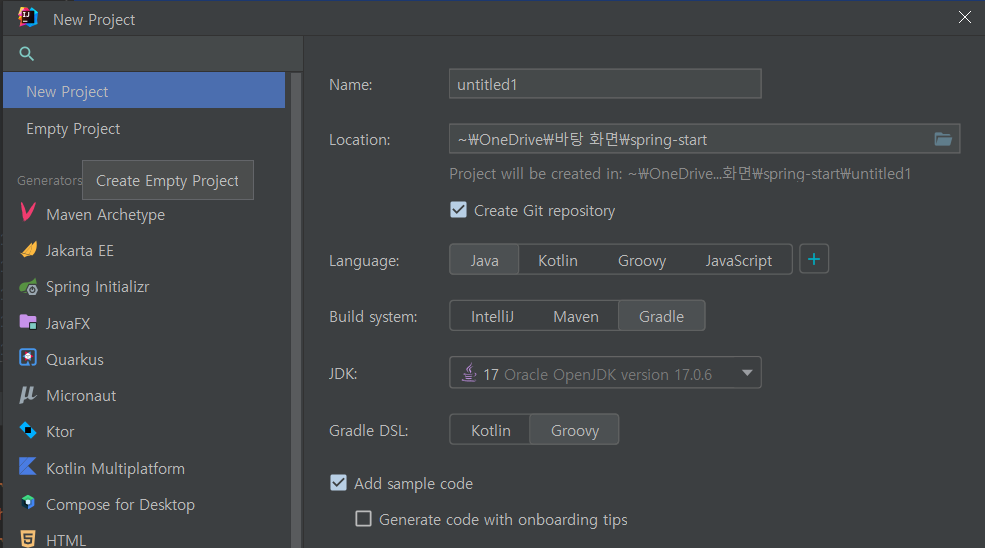 New Project
New Project
Empty Project
Generators
Create Empty Project
Maven Archetype
Jakarta EE
Spring Initializr
JavaFX
Quarkus
Micronaut
Ktor
Kotlin Multiplatform
Compose for Desktop
HTML
Name: untitled1
Location: ~₩OneDrive₩바탕 화면₩spring-start
Project will be created in: ~₩OneDrive...화면₩spring-start₩untitled1
Create Git repository
Language: Java Kotlin Groovy JavaScript +
Build system: IntelliJ Maven Gradle
JDK: 17 Oracle OpenJDK version 17.0.6
Gradle DSL: Kotlin Groovy
Add sample code
Generate code with onboarding tips